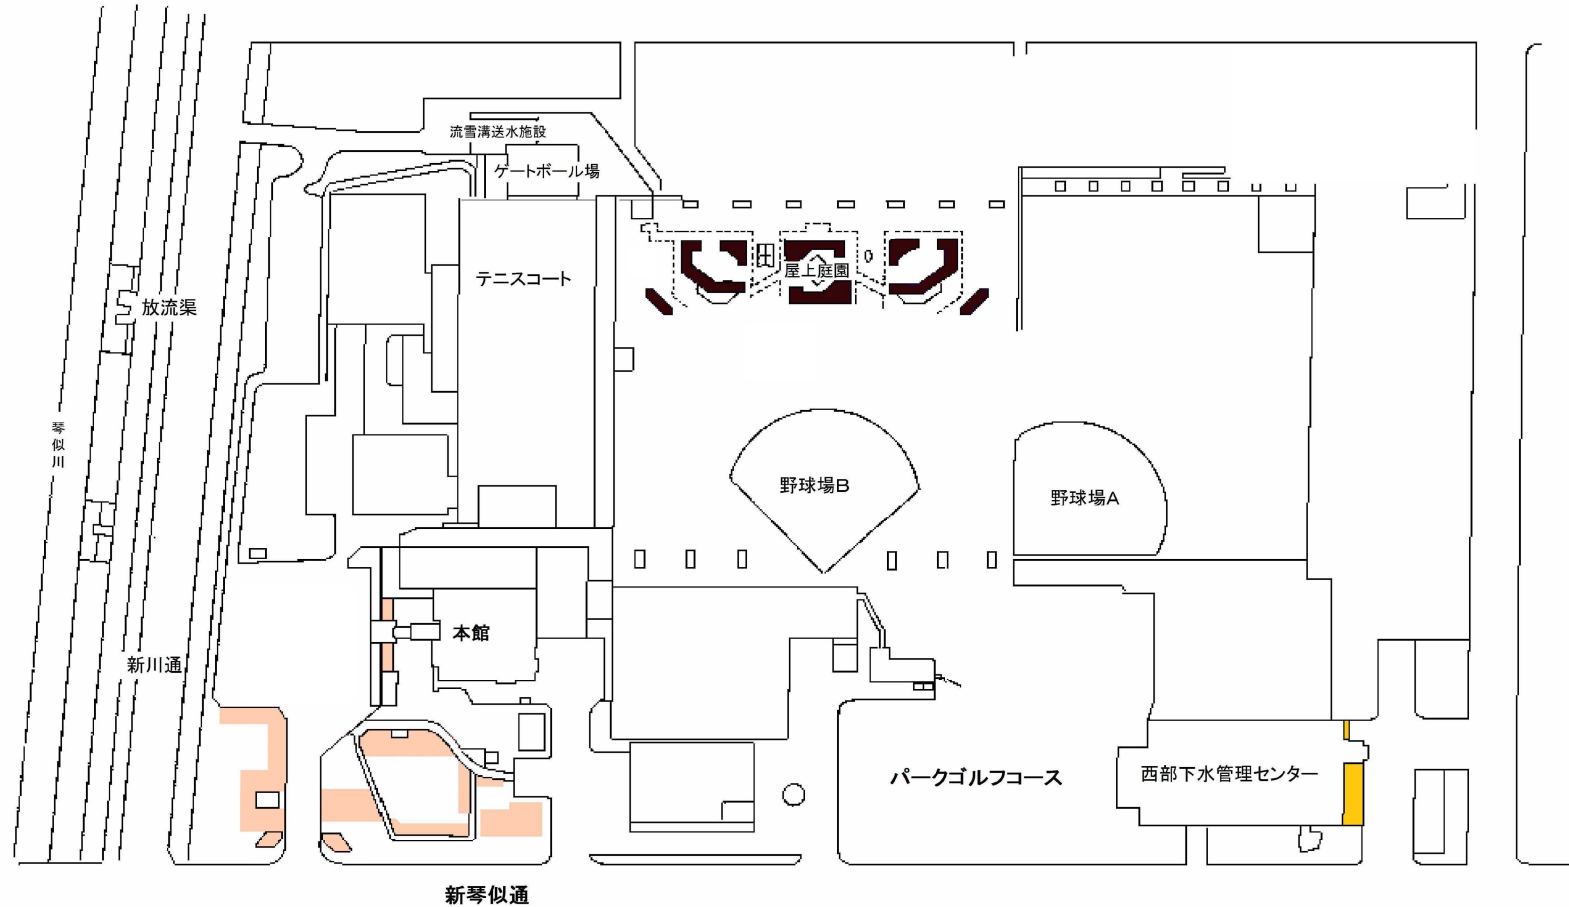 流雪溝送水施設
ゲートボール場
テニスコート
屋上庭園
放流渠
琴似川
野球場B
野球場A
本館
新川通
パークゴルフコース
西部下水管理センター
新琴似通